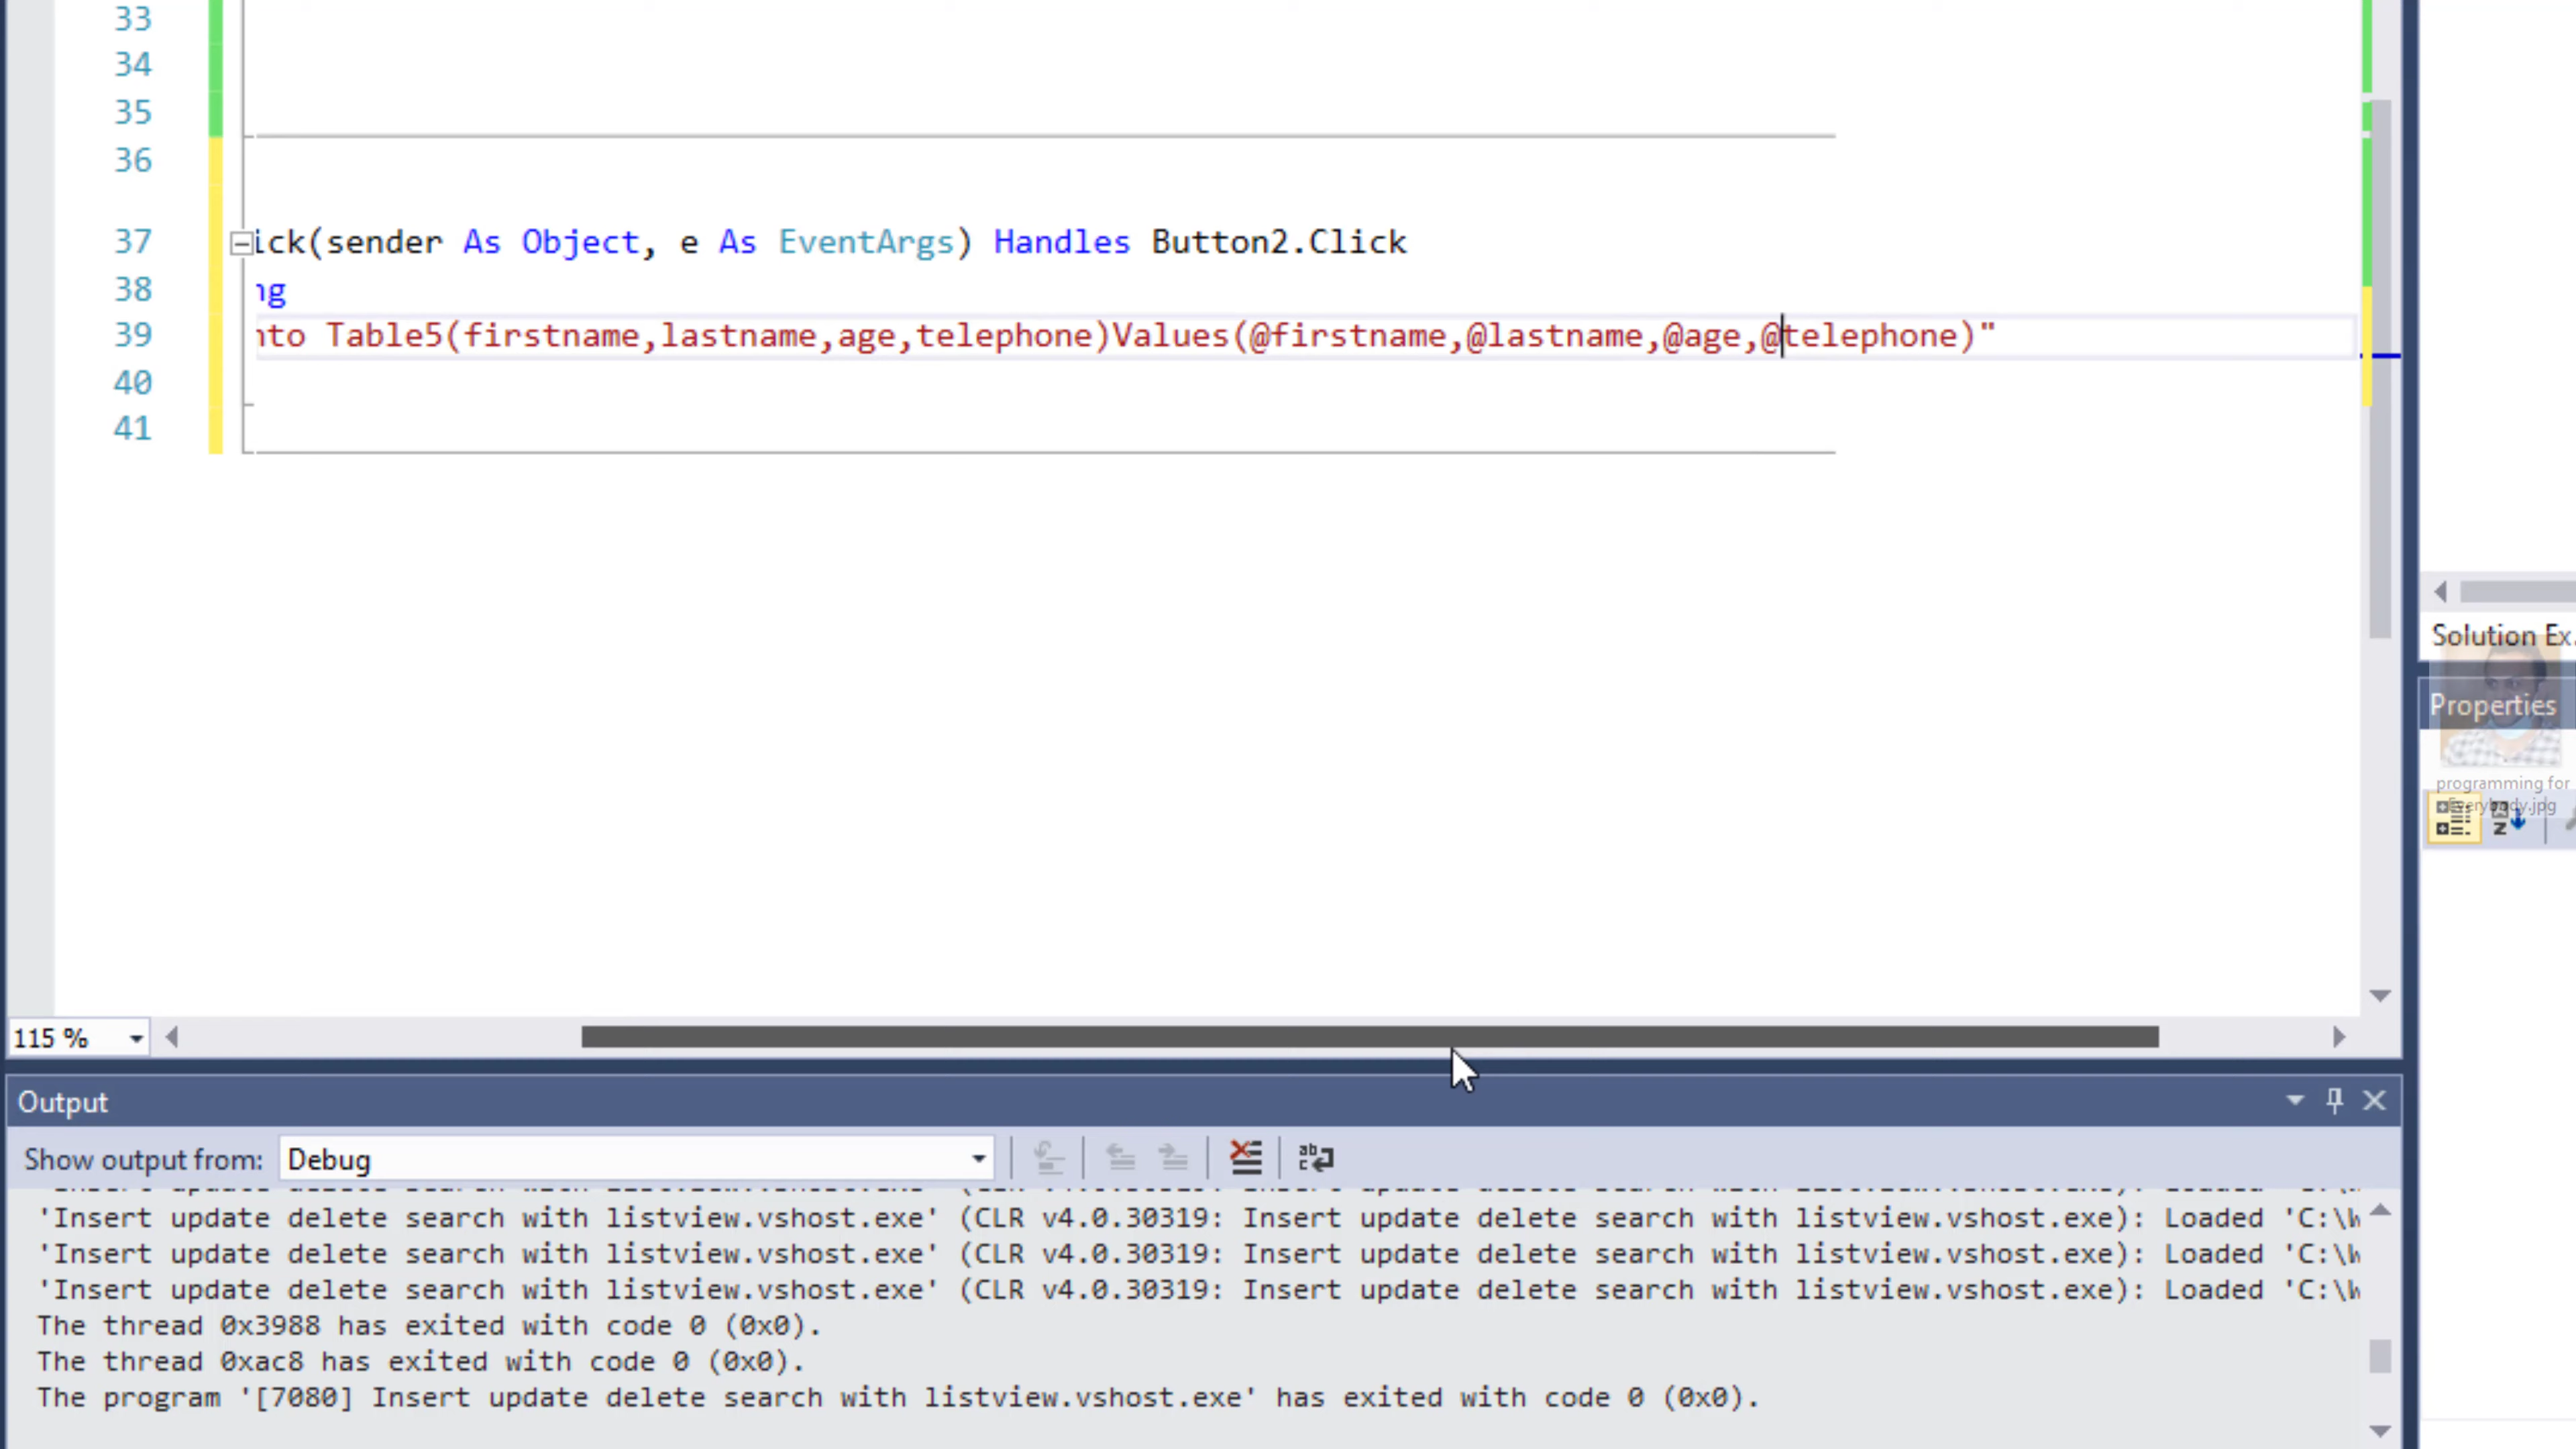 33
34
35
36
37 ick(sender As Object, e As EventArgs) Handles Button2.Click
38 ng
39 nto Table5(firstname,lastname,age,telephone)Values(@firstname,@lastname,@age,@telephone)"
40
41
Solution Ex.
Properties
programming for
Everybody.jpg
115 %
Output
Show output from: Debug
'Insert update delete search with listview.vshost.exe' (CLR v4.0.30319: Insert update delete search with listview.vshost.exe): Loaded 'C:\W
'Insert update delete search with listview.vshost.exe' (CLR v4.0.30319: Insert update delete search with listview.vshost.exe): Loaded 'C:\W
'Insert update delete search with listview.vshost.exe' (CLR v4.0.30319: Insert update delete search with listview.vshost.exe): Loaded 'C:\W
The thread 0x3988 has exited with code 0 (0x0).
The thread 0xac8 has exited with code 0 (0x0).
The program '[7080] Insert update delete search with listview.vshost.exe' has exited with code 0 (0x0).